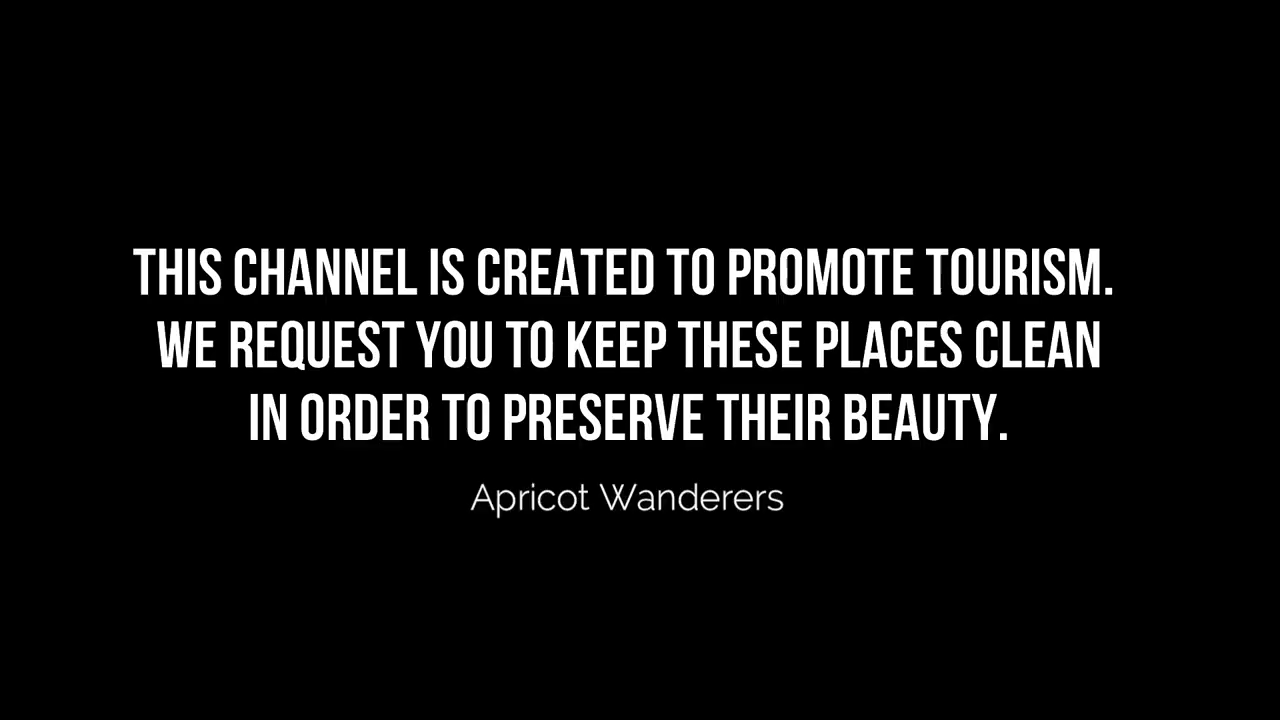 THIS CHANNEL IS CREATED TO PROMOTE TOURISM.
WE REQUEST YOU TO KEEP THESE PLACES CLEAN
IN ORDER TO PRESERVE THEIR BEAUTY.
Apricot Wanderers